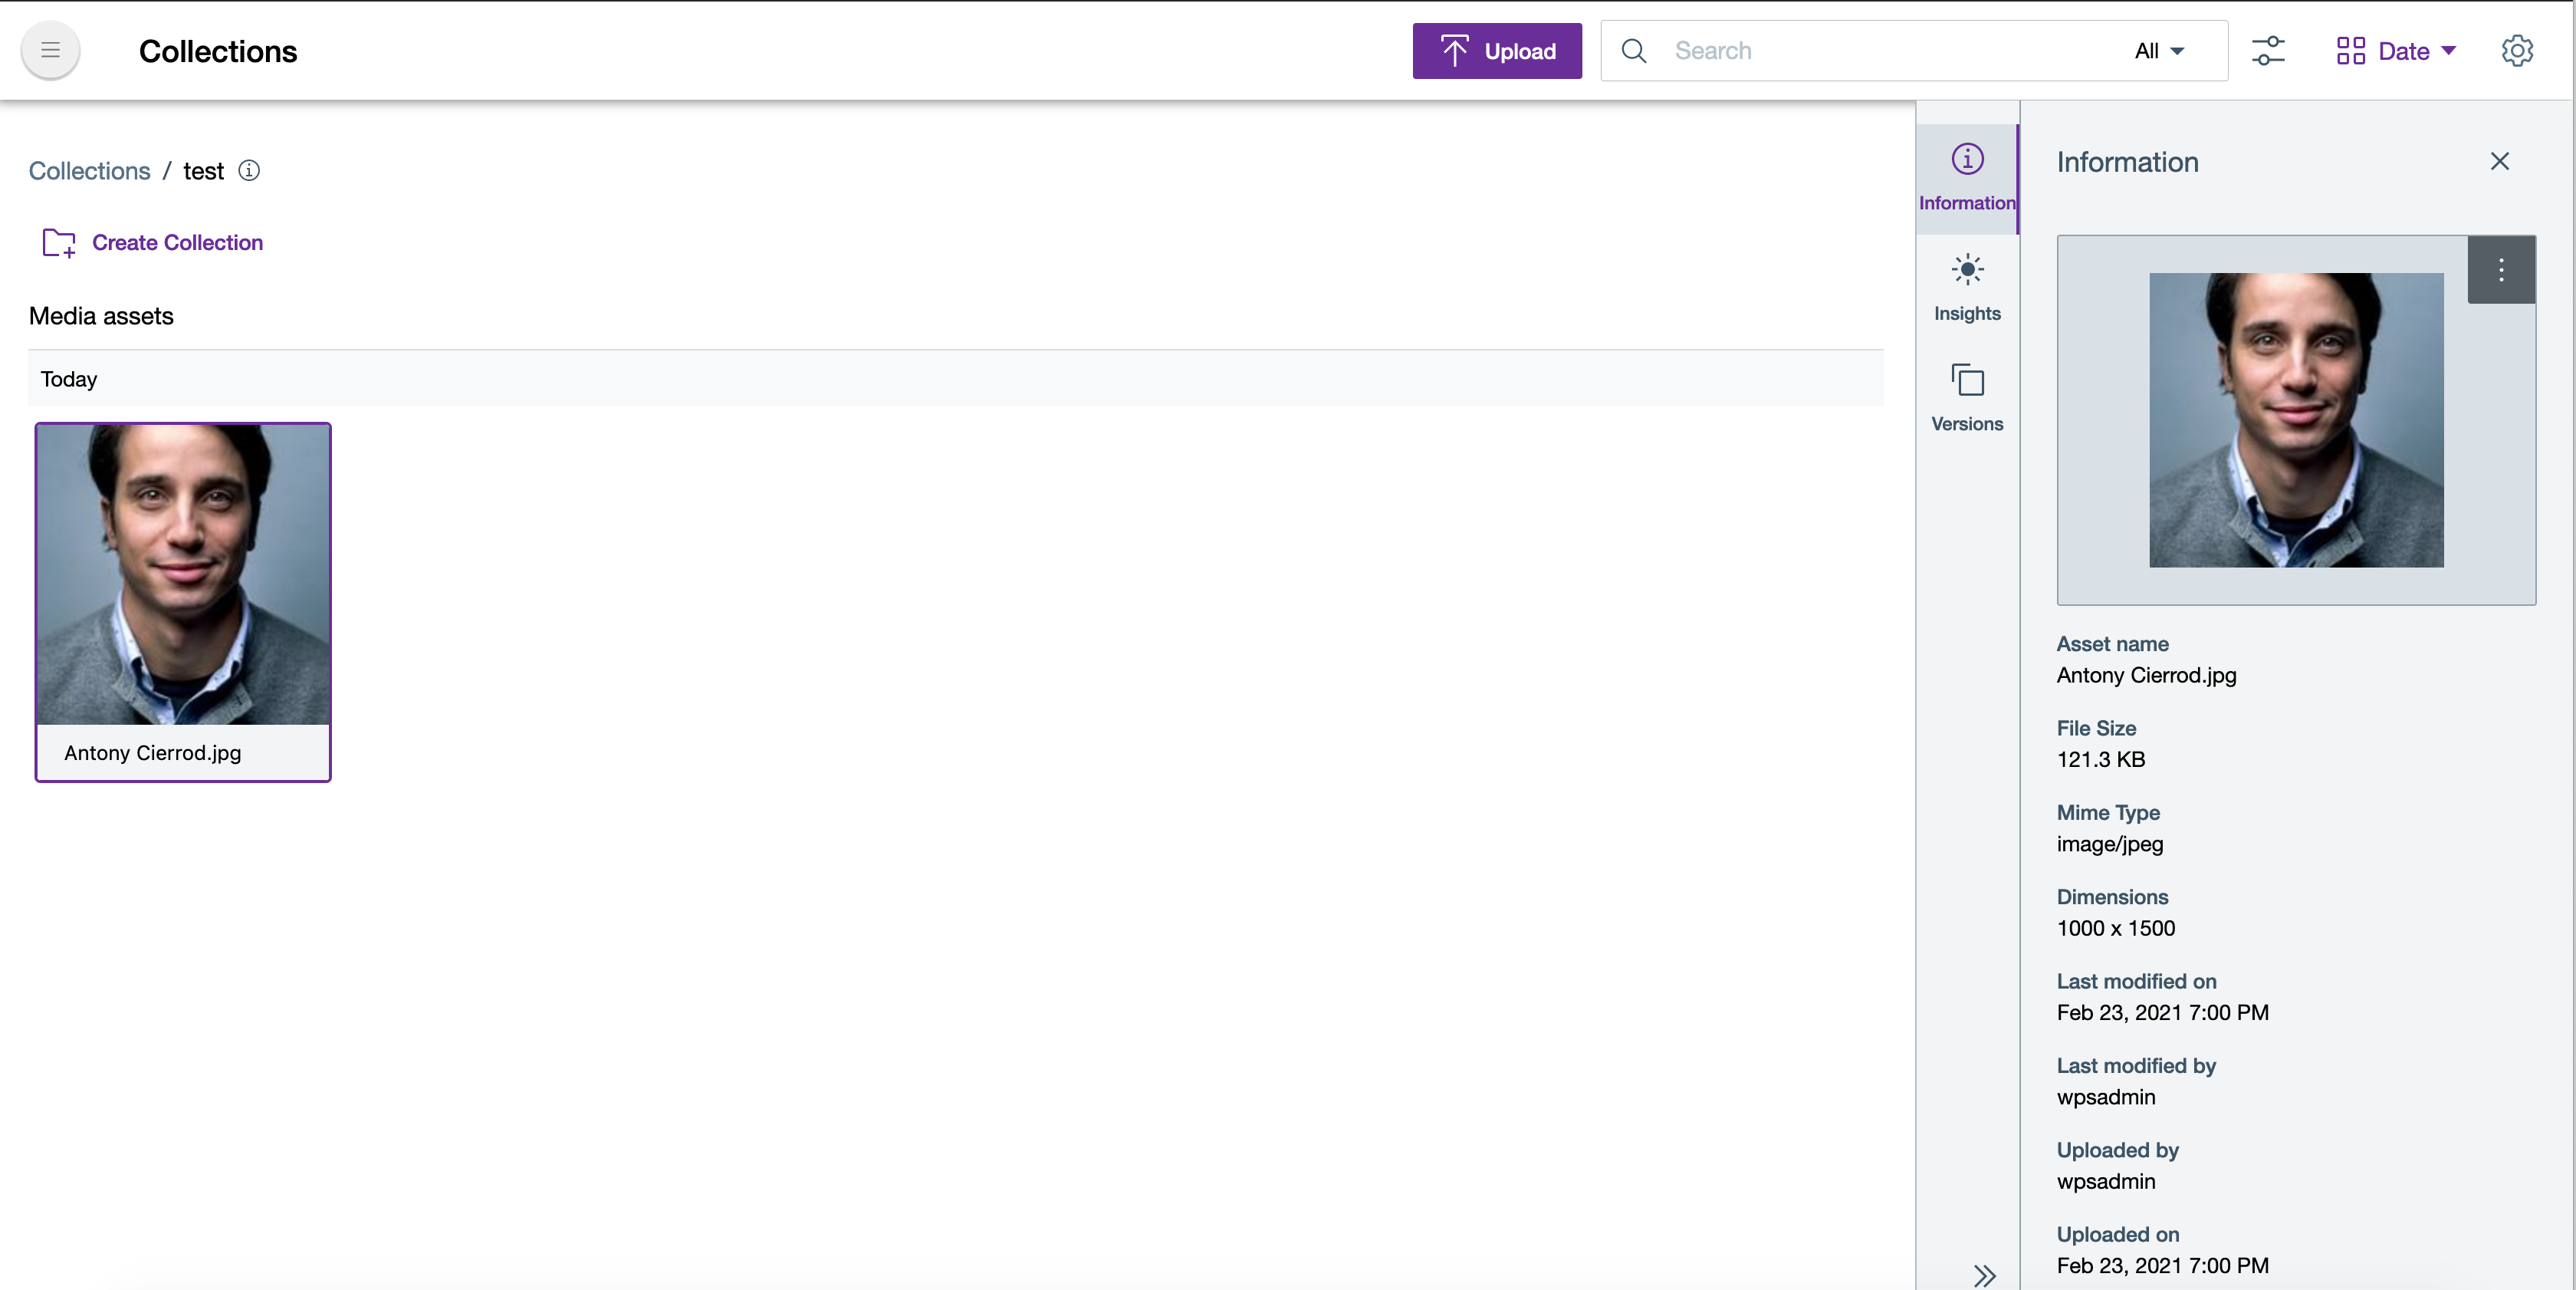 Collections
Upload
Search
All
Date
Collections / test
Create Collection
Media assets
Today
Antony Cierrod.jpg
Information
Insights
Versions
Information
Asset name
Antony Cierrod.jpg
File Size
121.3 KB
Mime Type
image/jpeg
Dimensions
1000 x 1500
Last modified on
Feb 23, 2021 7:00 PM
Last modified by
wpsadmin
Uploaded by
wpsadmin
Uploaded on
Feb 23, 2021 7:00 PM